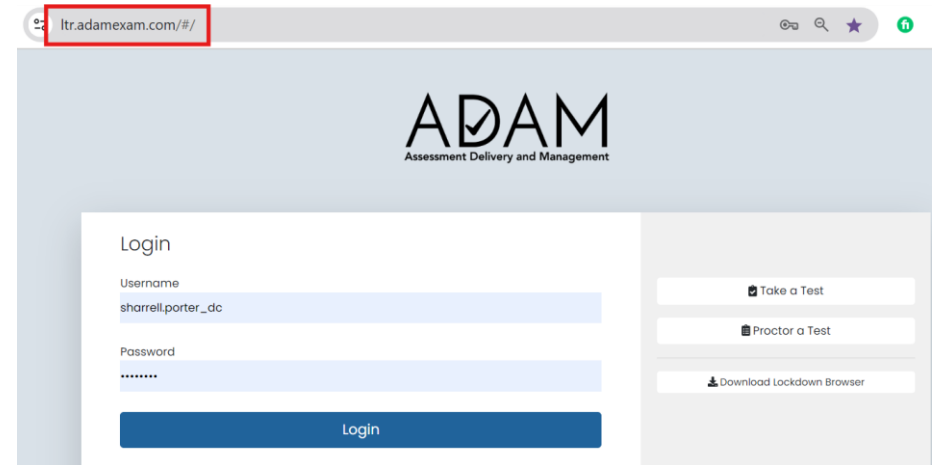 ltr.adamexam.com/#/
ADAM
Assessment Delivery and Management
Login
Username
sharrell.porter_dc
Password
••••••••
Login
Take a Test
Proctor a Test
Download Lockdown Browser